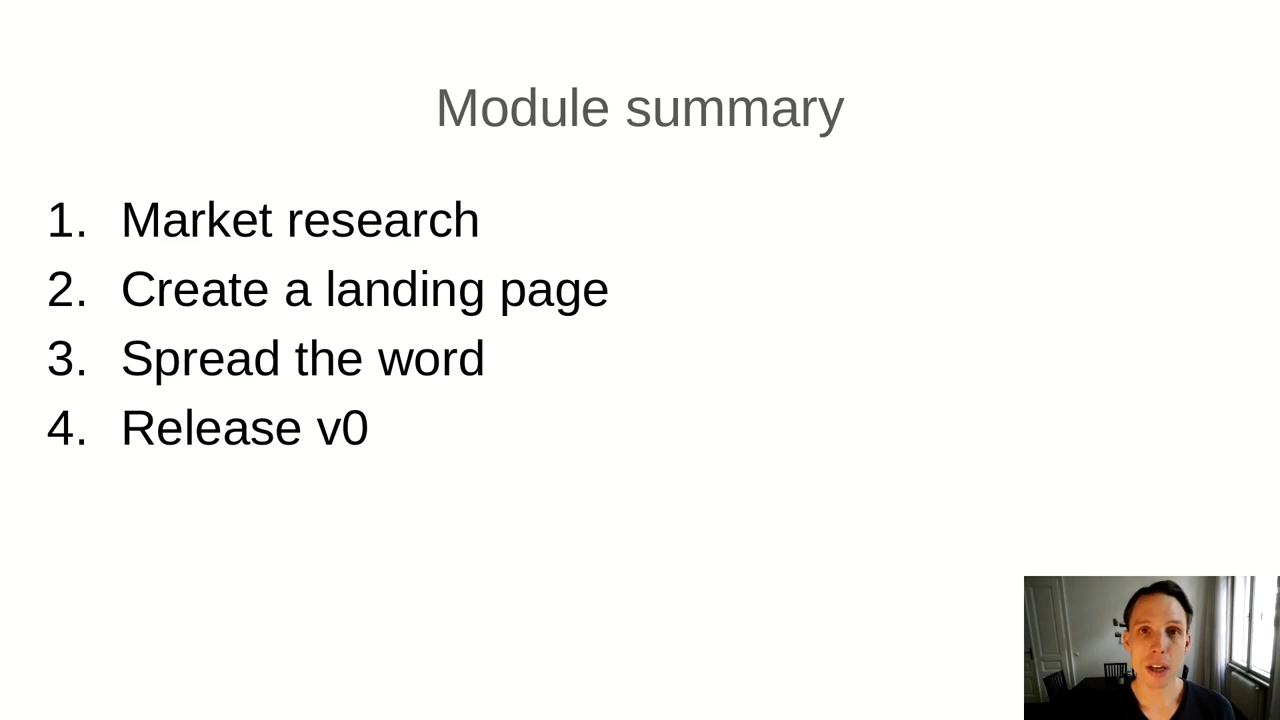 Module summary
1. Market research
2. Create a landing page
3. Spread the word
4. Release v0